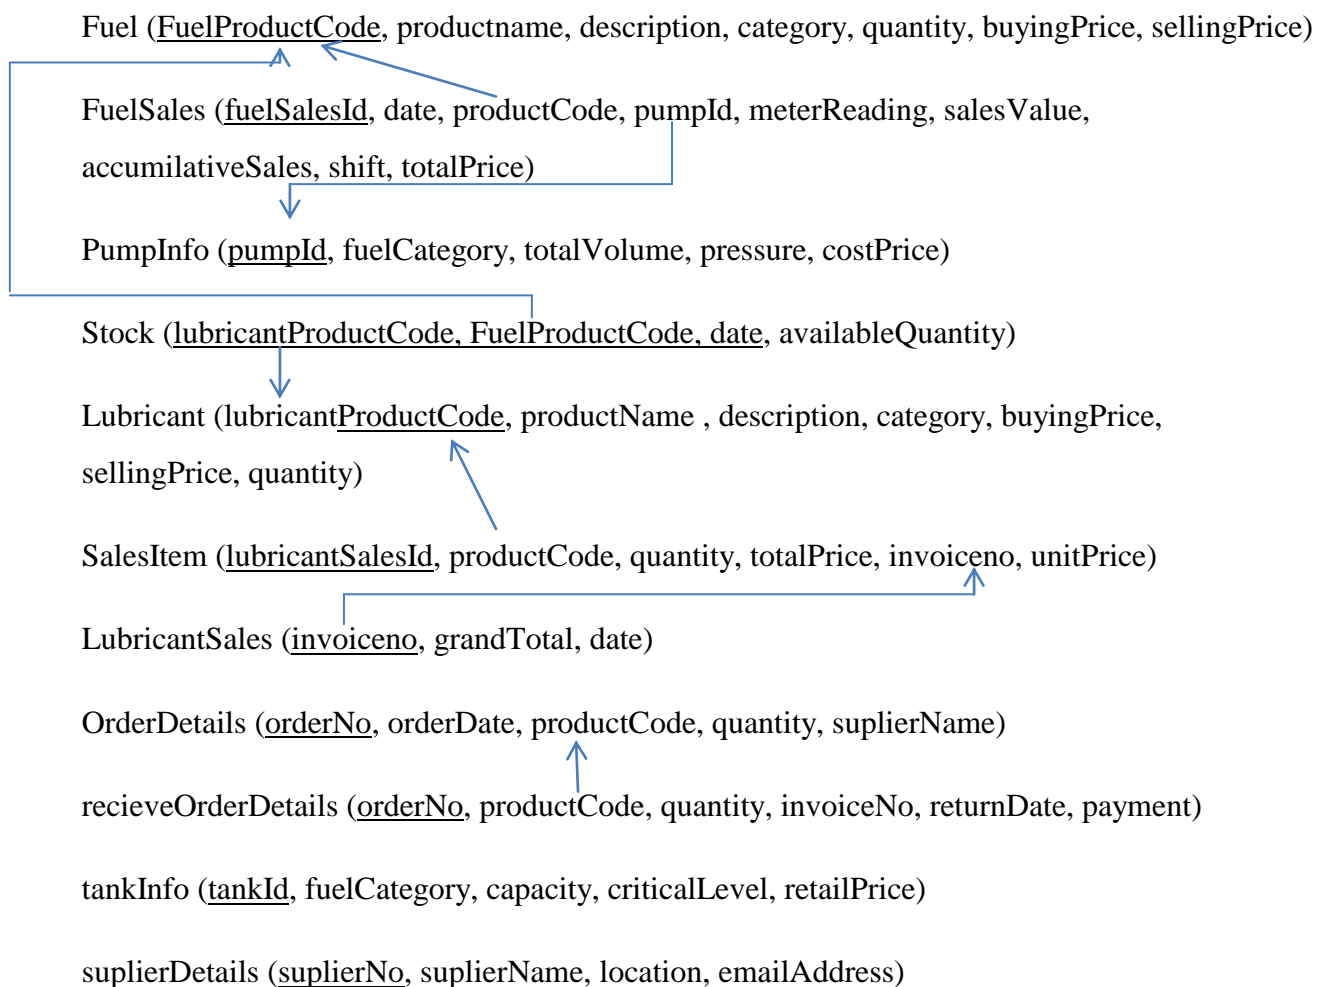 Fuel (FuelProductCode, productname, description, category, quantity, buyingPrice, sellingPrice)
FuelSales (fuelSalesId, date, productCode, pumpId, meterReading, salesValue,
accumilativeSales, shift, totalPrice)
PumpInfo (pumpId, fuelCategory, totalVolume, pressure, costPrice)
Stock (lubricantProductCode, FuelProductCode, date, availableQuantity)
Lubricant (lubricantProductCode, productName , description, category, buyingPrice,
sellingPrice, quantity)
SalesItem (lubricantSalesId, productCode, quantity, totalPrice, invoiceno, unitPrice)
LubricantSales (invoiceno, grandTotal, date)
OrderDetails (orderNo, orderDate, productCode, quantity, suplierName)
recieveOrderDetails (orderNo, productCode, quantity, invoiceNo, returnDate, payment)
tankInfo (tankId, fuelCategory, capacity, criticalLevel, retailPrice)
suplierDetails (suplierNo, suplierName, location, emailAddress)